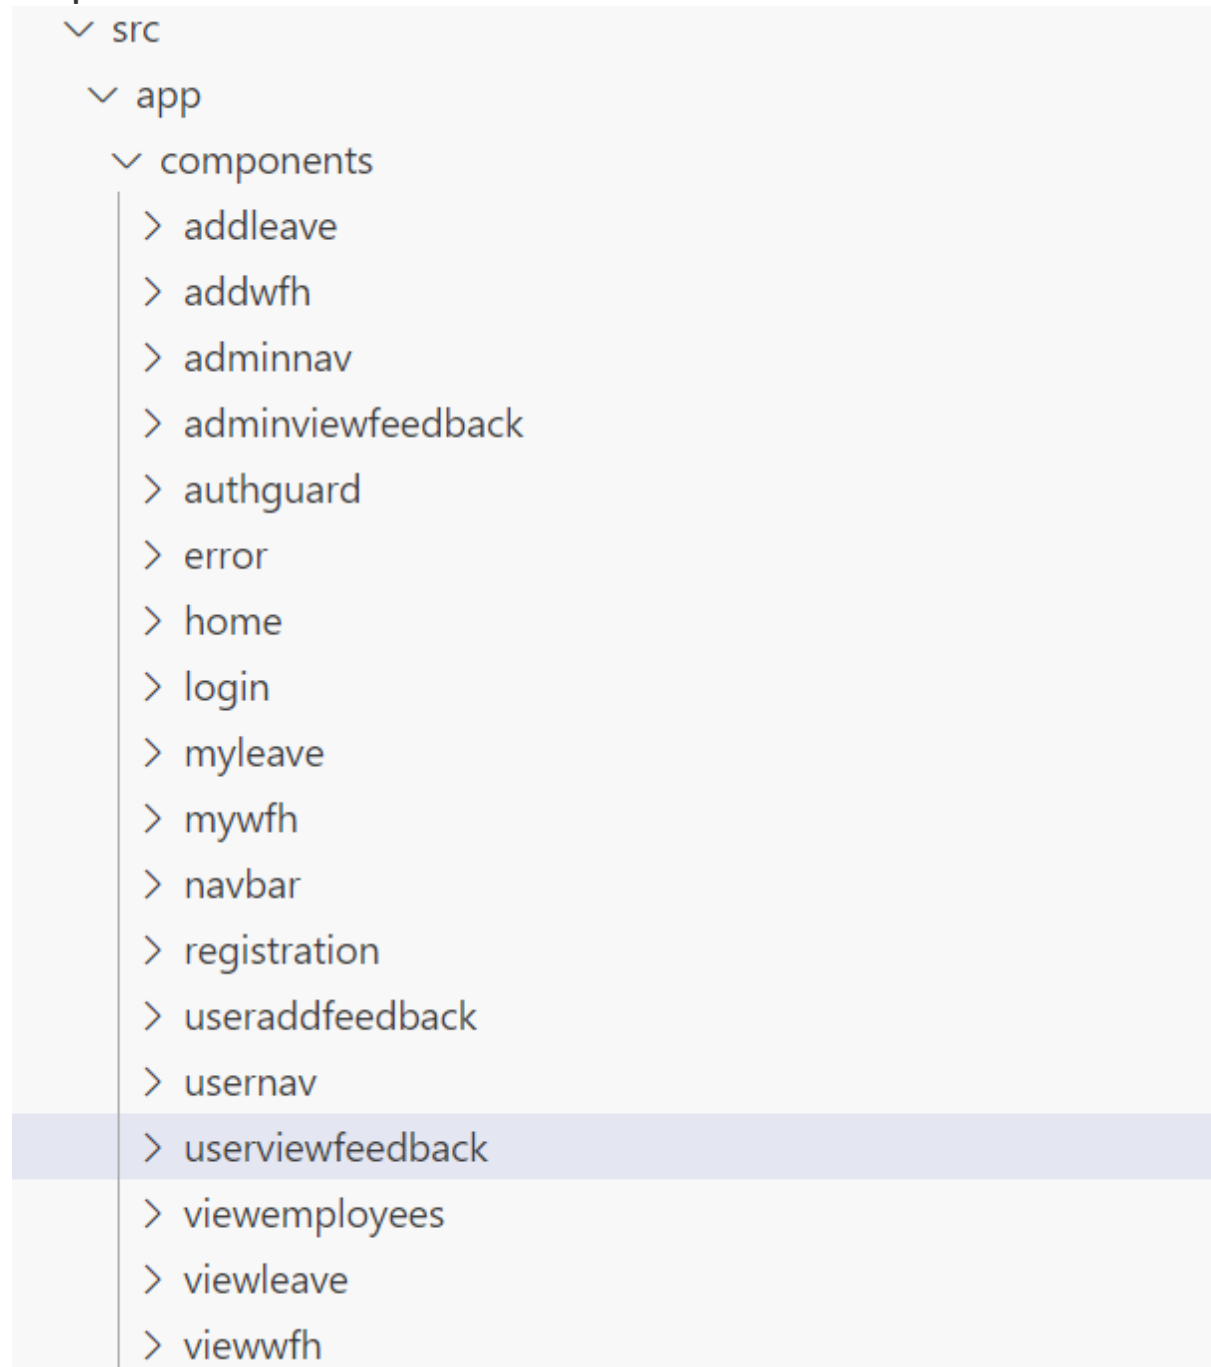 src
app
components
addleave
addwfh
adminnav
adminviewfeedback
authguard
error
home
login
myleave
mywfh
navbar
registration
useraddfeedback
usernav
userviewfeedback
viewemployees
viewleave
viewwfh